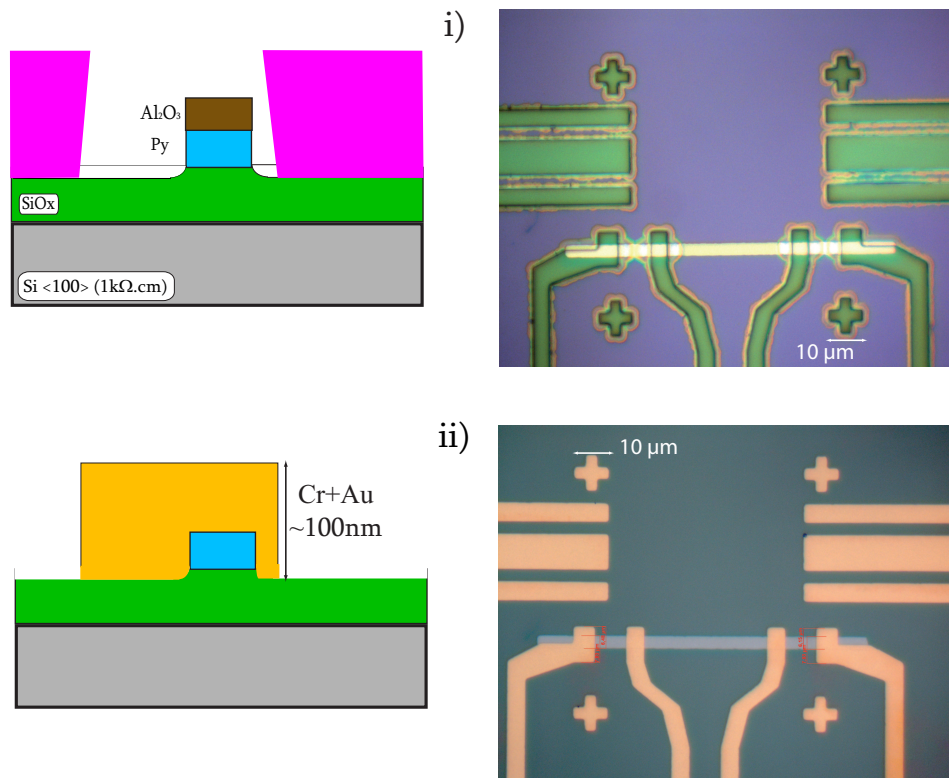 i)
Al₂O₃
Py
SiOx
Si <100> (1kΩ.cm)
10 µm
ii)
Cr+Au
~100nm
10 µm